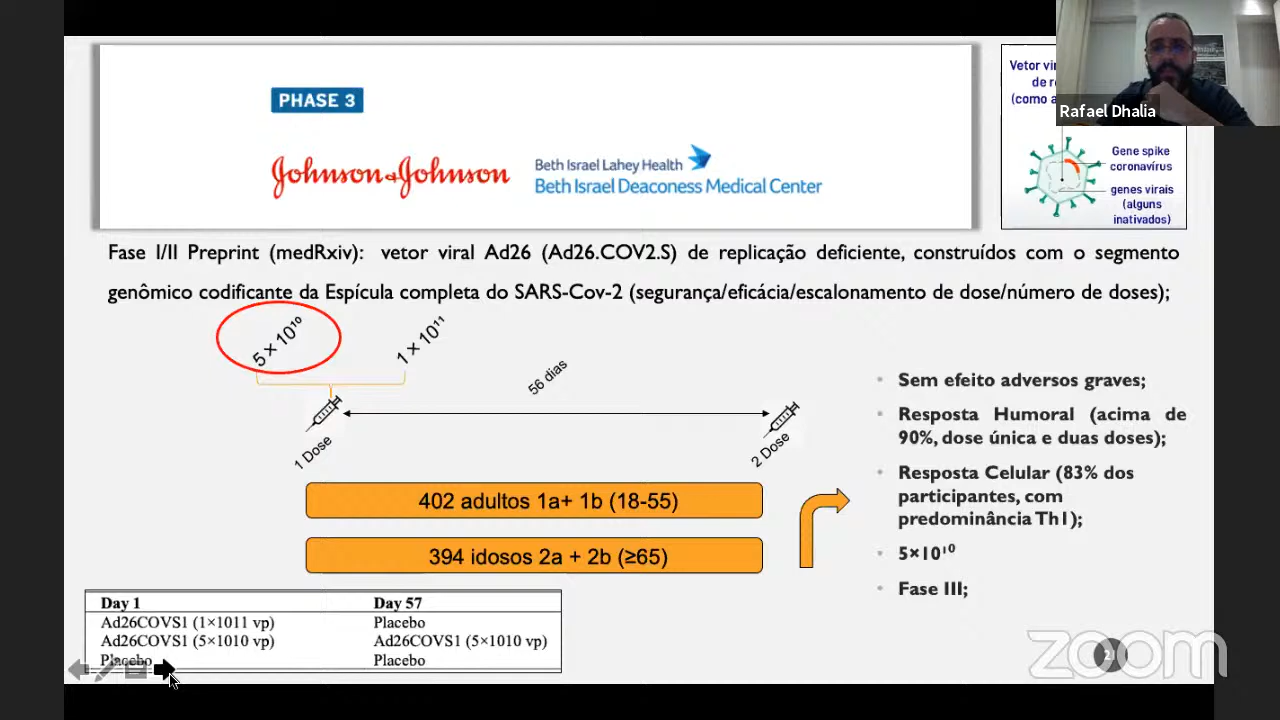 PHASE 3
Johnson & Johnson
Beth Israel Lahey Health
Beth Israel Deaconess Medical Center
Vetor vi
de r
(como a
Rafael Dhalia
Gene spike
coronavírus
genes virais
(alguns
inativados)
Fase I/II Preprint (medRxiv): vetor viral Ad26 (Ad26.COV2.S) de replicação deficiente, construídos com o segmento
genômico codificante da Espícula completa do SARS-Cov-2 (segurança/eficácia/escalonamento de dose/número de doses);
5 × 10¹⁰
1 × 10¹¹
56 dias
1 Dose
2 Dose
402 adultos 1a+ 1b (18-55)
394 idosos 2a + 2b (≥65)
Sem efeito adversos graves;
Resposta Humoral (acima de
90%, dose única e duas doses);
Resposta Celular (83% dos
participantes, com
predominância Th1);
5×10¹⁰
Fase III;
Day 1 Day 57
Ad26COVS1 (1×1011 vp) Placebo
Ad26COVS1 (5×1010 vp) Ad26COVS1 (5×1010 vp)
Placebo Placebo
zoom